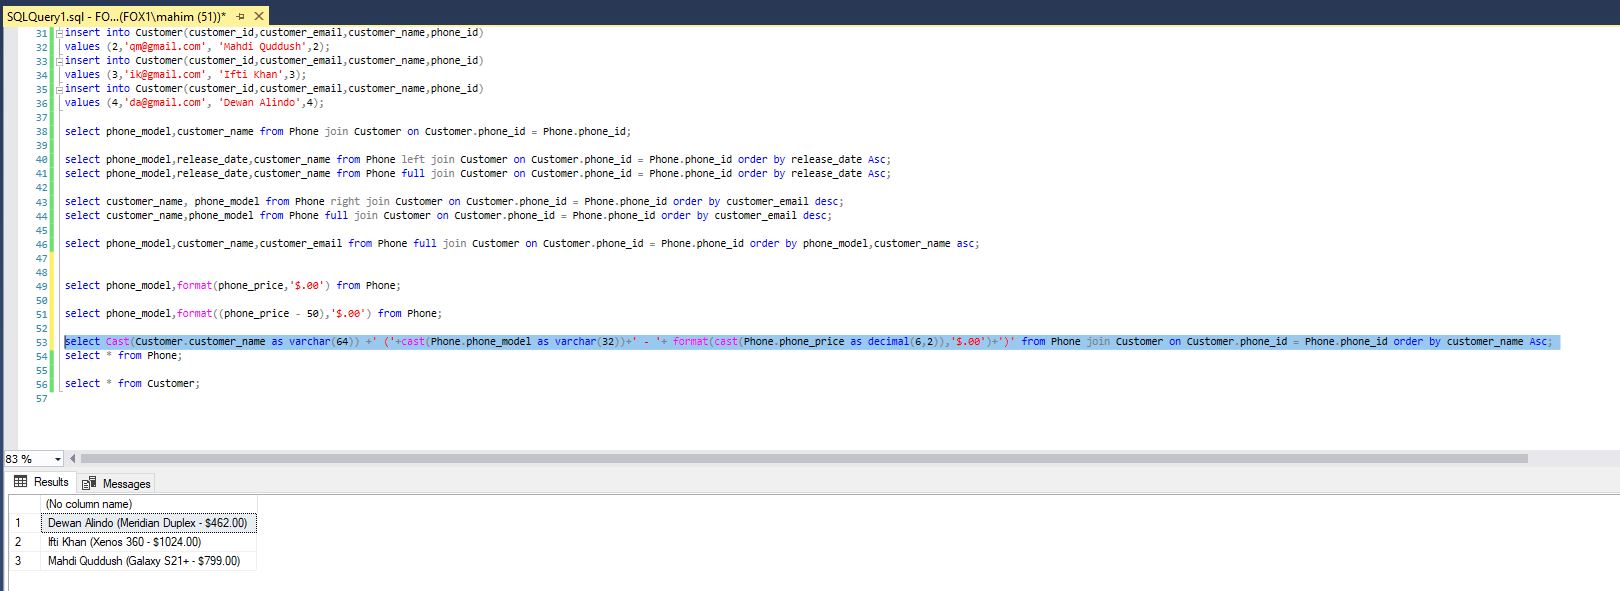 SQLQuery1.sql - FO...(FOX1\mahim (51))*
31 insert into Customer(customer_id,customer_email,customer_name,phone_id)
32 values (2,'qm@gmail.com', 'Mahdi Quddush',2);
33 insert into Customer(customer_id,customer_email,customer_name,phone_id)
34 values (3,'ik@gmail.com', 'Ifti Khan',3);
35 insert into Customer(customer_id,customer_email,customer_name,phone_id)
36 values (4,'da@gmail.com', 'Dewan Alindo',4);
37
38 select phone_model,customer_name from Phone join Customer on Customer.phone_id = Phone.phone_id;
39
40 select phone_model,release_date,customer_name from Phone left join Customer on Customer.phone_id = Phone.phone_id order by release_date Asc;
41 select phone_model,release_date,customer_name from Phone full join Customer on Customer.phone_id = Phone.phone_id order by release_date Asc;
42
43 select customer_name, phone_model from Phone right join Customer on Customer.phone_id = Phone.phone_id order by customer_email desc;
44 select customer_name,phone_model from Phone full join Customer on Customer.phone_id = Phone.phone_id order by customer_email desc;
45
46 select phone_model,customer_name,customer_email from Phone full join Customer on Customer.phone_id = Phone.phone_id order by phone_model,customer_name asc;
47
48
49 select phone_model,format(phone_price,'$.00') from Phone;
50
51 select phone_model,format((phone_price - 50),'$.00') from Phone;
52
53 select Cast(Customer.customer_name as varchar(64)) +' ('+cast(Phone.phone_model as varchar(32))+' - '+ format(cast(Phone.phone_price as decimal(6,2)),'$.00')+')' from Phone join Customer on Customer.phone_id = Phone.phone_id order by customer_name Asc;
54 select * from Phone;
55
56 select * from Customer;
57
83 %
Results Messages
(No column name)
1 Dewan Alindo (Meridian Duplex - $462.00)
2 Ifti Khan (Xenos 360 - $1024.00)
3 Mahdi Quddush (Galaxy S21+ - $799.00)